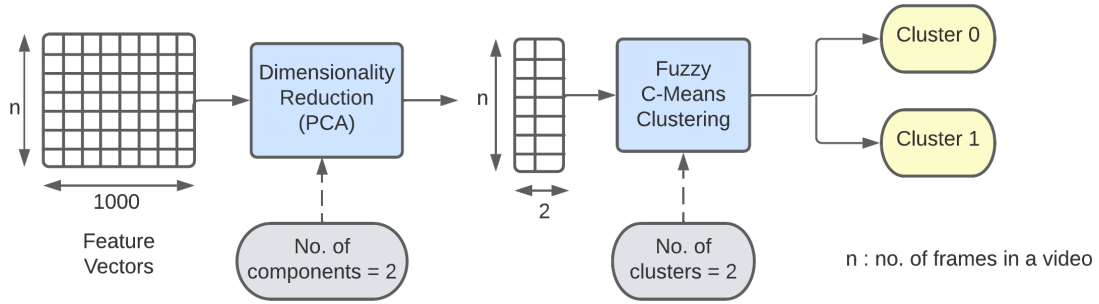 n
1000
Feature
Vectors
Dimensionality
Reduction
(PCA)
No. of
components = 2
n
2
Fuzzy
C-Means
Clustering
No. of
clusters = 2
Cluster 0
Cluster 1
n : no. of frames in a video